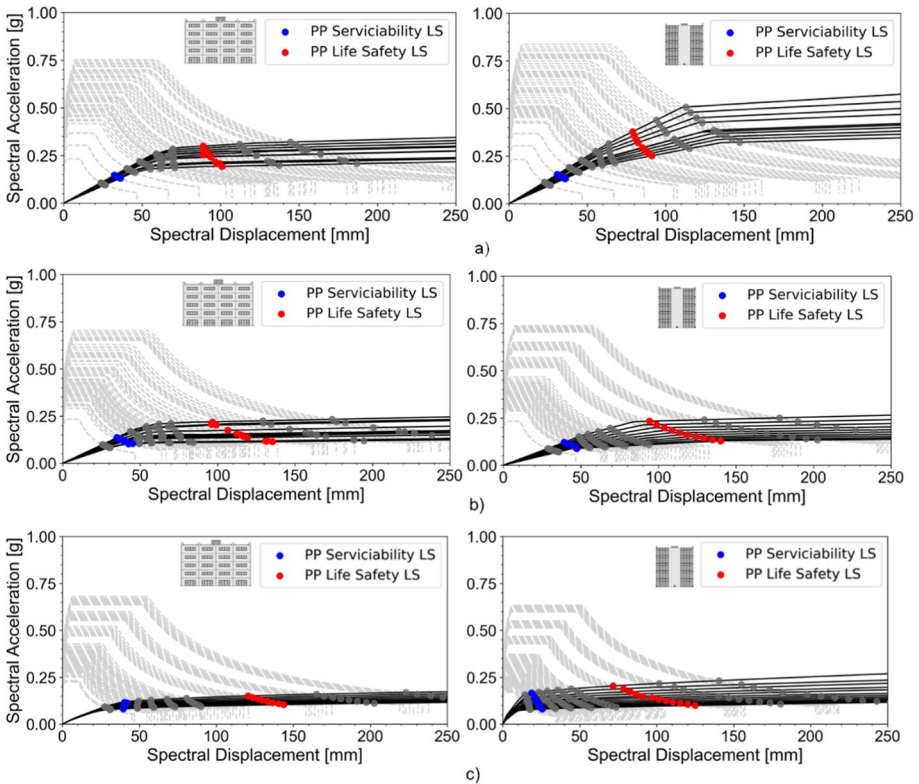 1.00
0.75
0.50
0.25
0.00
Spectral Acceleration [g]
PP Serviciability LS
PP Life Safety LS
0 50 100 150 200 250
Spectral Displacement [mm]
1.00
0.75
0.50
0.25
0.00
PP Serviciability LS
PP Life Safety LS
0 50 100 150 200 250
Spectral Displacement [mm]
a)
1.00
0.75
0.50
0.25
0.00
Spectral Acceleration [g]
PP Serviciability LS
PP Life Safety LS
0 50 100 150 200 250
Spectral Displacement [mm]
1.00
0.75
0.50
0.25
0.00
PP Serviciability LS
PP Life Safety LS
0 50 100 150 200 250
Spectral Displacement [mm]
b)
1.00
0.75
0.50
0.25
0.00
Spectral Acceleration [g]
PP Serviciability LS
PP Life Safety LS
0 50 100 150 200 250
Spectral Displacement [mm]
1.00
0.75
0.50
0.25
0.00
PP Serviciability LS
PP Life Safety LS
0 50 100 150 200 250
Spectral Displacement [mm]
c)